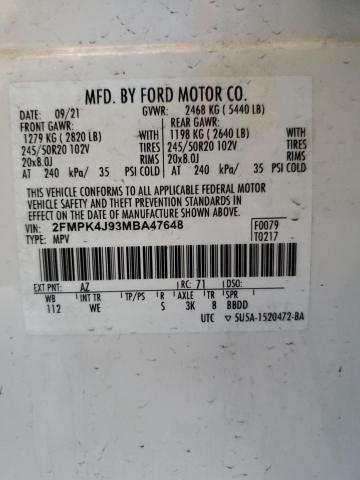 MFD. BY FORD MOTOR CO.
DATE: 09/21 GVWR: 2468 KG ( 5440 LB)
FRONT GAWR: REAR GAWR:
1279 KG ( 2820 LB) WITH 1198 KG ( 2640 LB) WITH
245/50R20 102V TIRES 245/50R20 102V TIRES
20x8.0J RIMS 20x8.0J RIMS
AT 240 kPa/ 35 PSI COLD AT 240 kPa/ 35 PSI COLD
THIS VEHICLE CONFORMS TO ALL APPLICABLE FEDERAL MOTOR
VEHICLE SAFETY AND THEFT PREVENTION STANDARDS IN EFFECT
ON THE DATE OF MANUFACTURE SHOWN ABOVE.
VIN: 2FMPK4J93MBA47648 F0079
TYPE: MPV T0217
EXT PNT: AZ RC: 71 DSO:
WB INT TR TP/PS R AXLE TR SPR
112 WE S 3K 8 BBDD
UTC ▽ 5U5A-1520472-BA